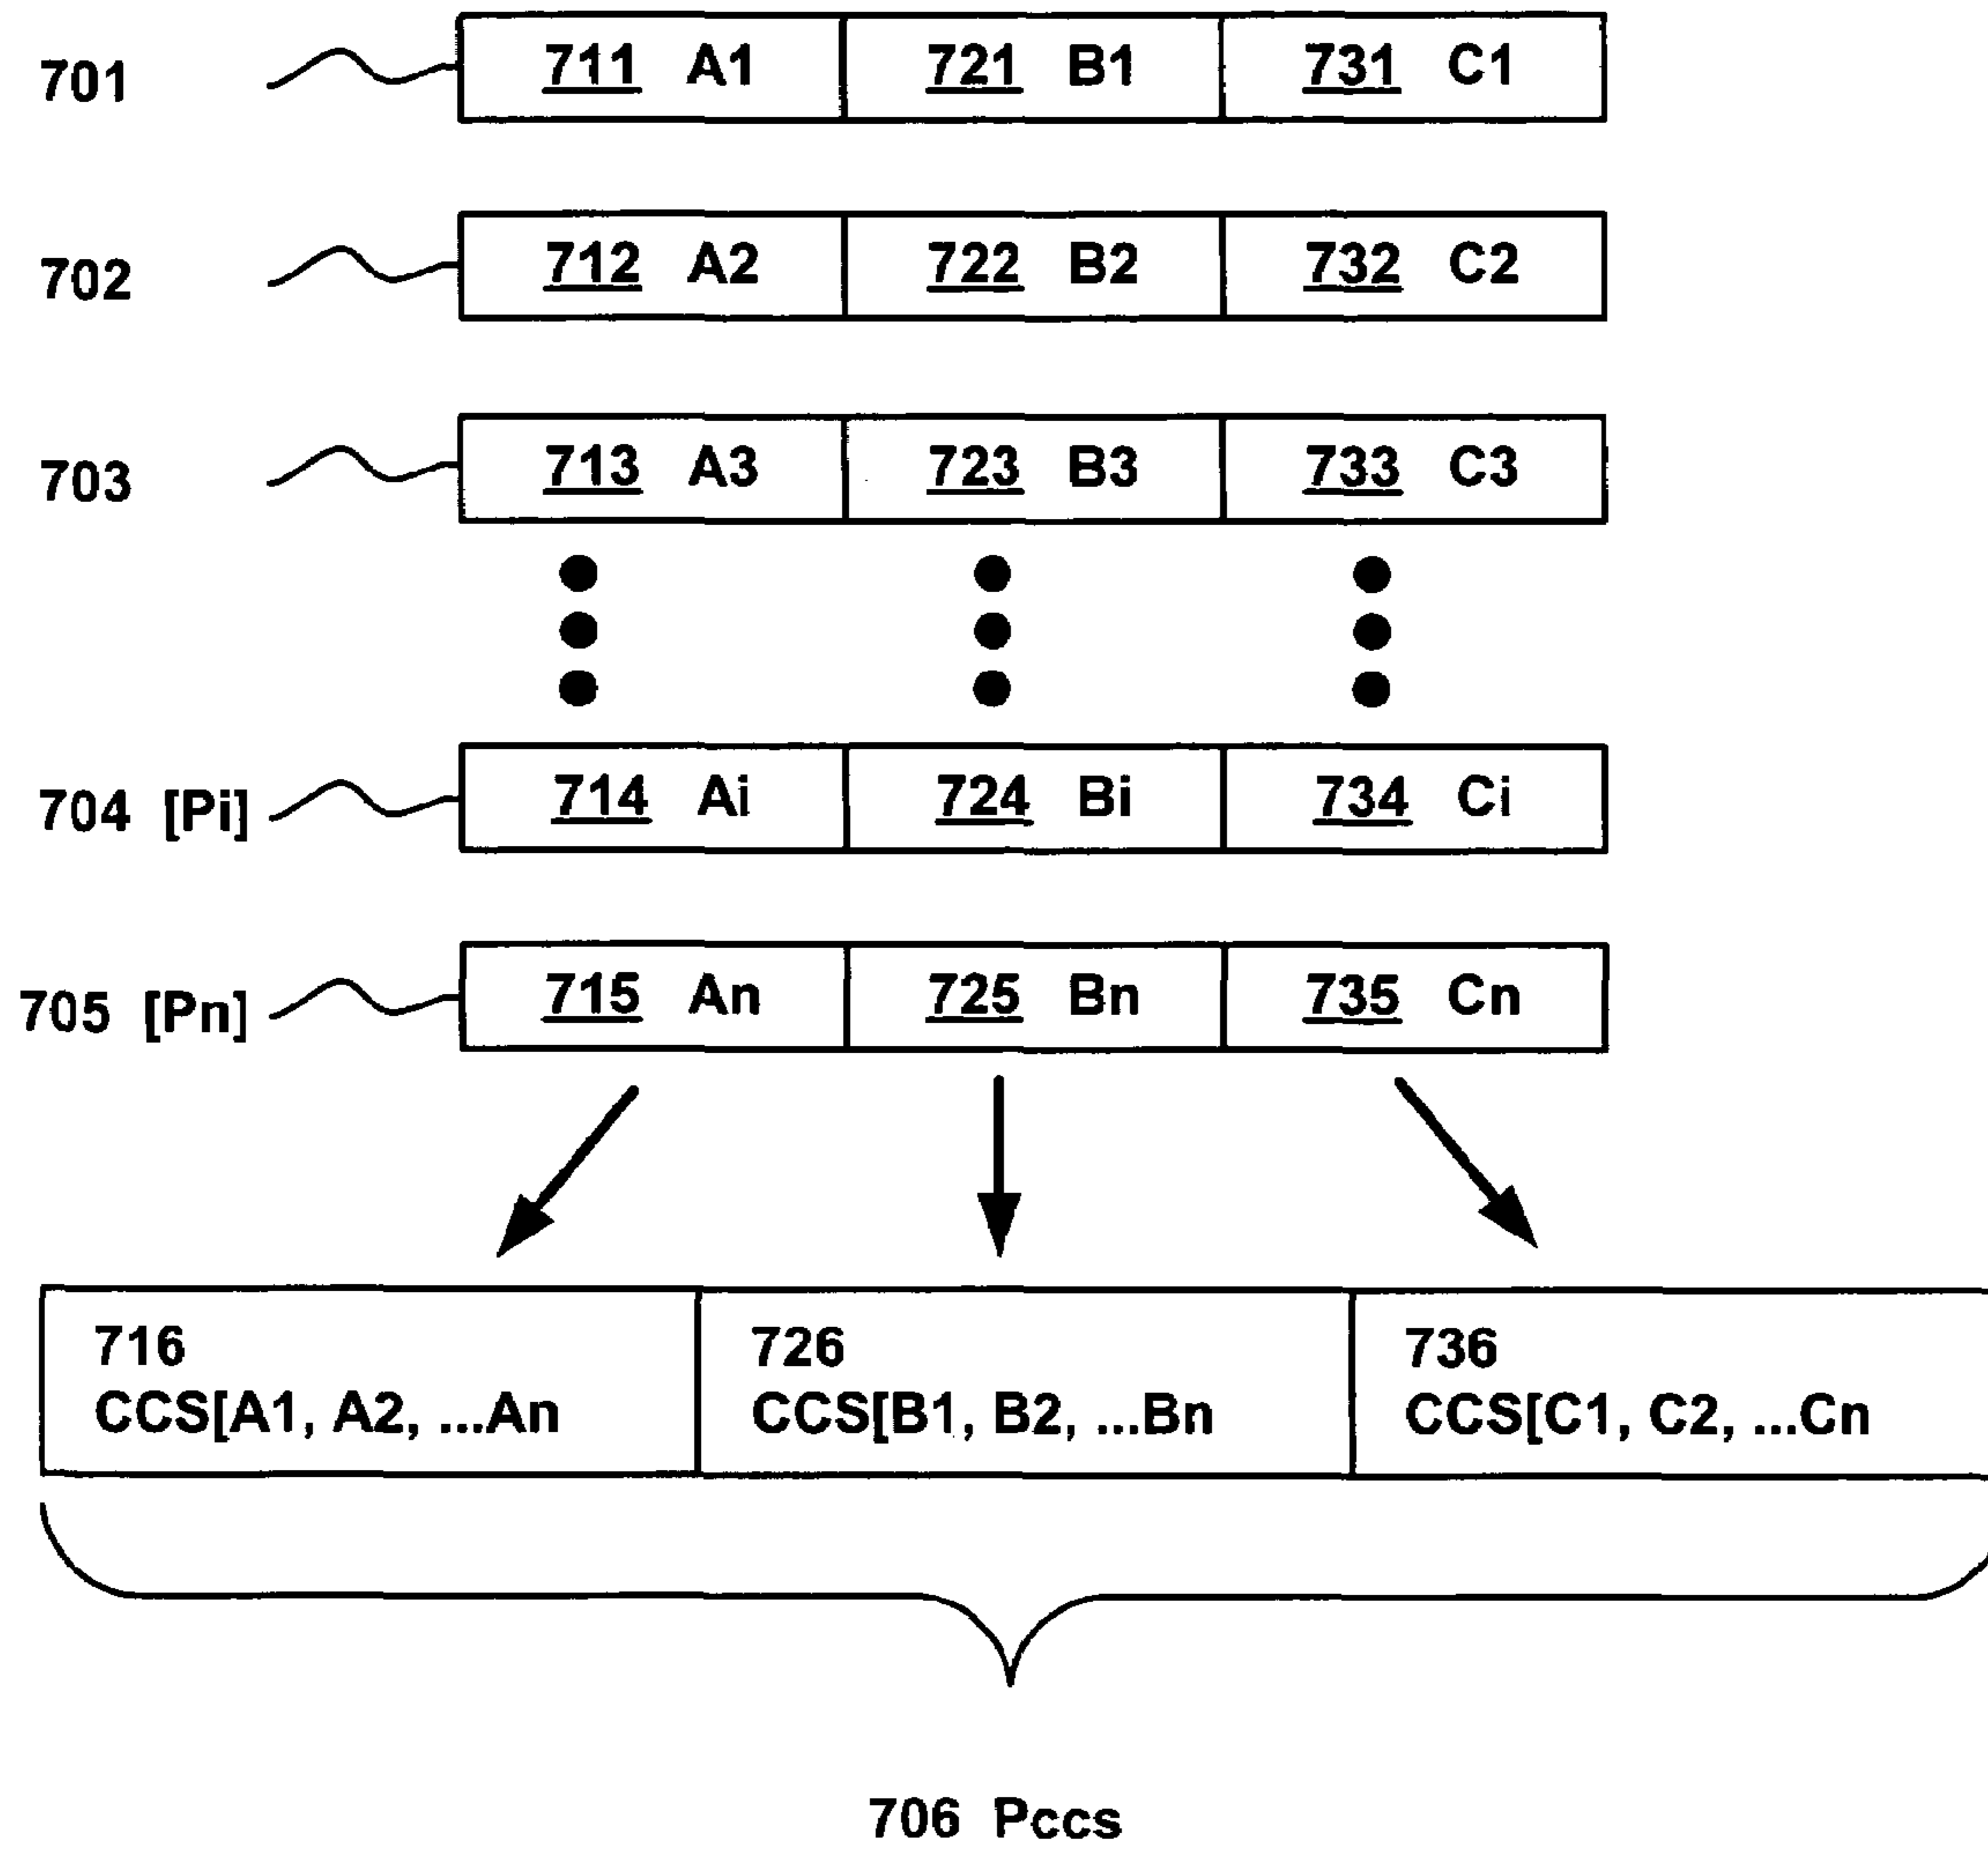 701 711 A1 721 B1 731 C1
702 712 A2 722 B2 732 C2
703 713 A3 723 B3 733 C3
704 [Pi] 714 Ai 724 Bi 734 Ci
705 [Pn] 715 An 725 Bn 735 Cn
716 726 736
CCS[A1, A2, ...An CCS[B1, B2, ...Bn CCS[C1, C2, ...Cn
706 Pccs